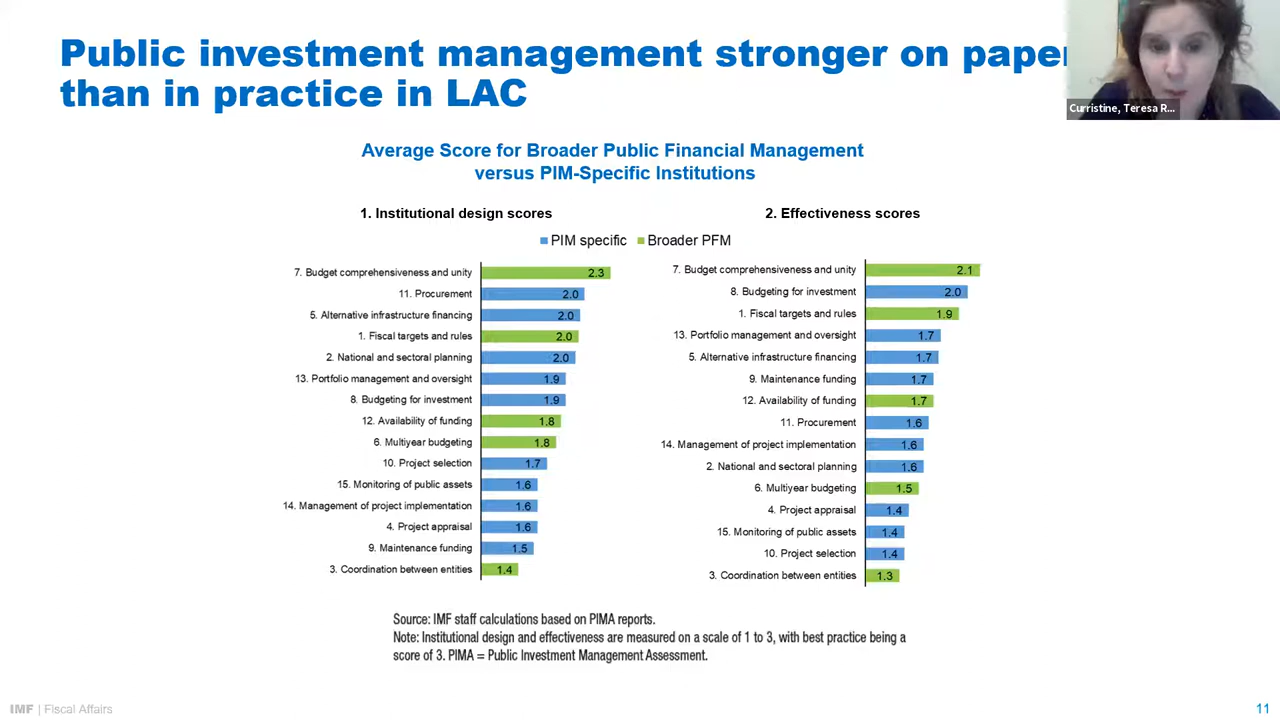 Public investment management stronger on paper
than in practice in LAC
Curristine, Teresa R...
Average Score for Broader Public Financial Management
versus PIM-Specific Institutions
1. Institutional design scores
2. Effectiveness scores
PIM specific
Broader PFM
7. Budget comprehensiveness and unity 2.3
11. Procurement 2.0
5. Alternative infrastructure financing 2.0
1. Fiscal targets and rules 2.0
2. National and sectoral planning 2.0
13. Portfolio management and oversight 1.9
8. Budgeting for investment 1.9
12. Availability of funding 1.8
6. Multiyear budgeting 1.8
10. Project selection 1.7
15. Monitoring of public assets 1.6
14. Management of project implementation 1.6
4. Project appraisal 1.6
9. Maintenance funding 1.5
3. Coordination between entities 1.4
7. Budget comprehensiveness and unity 2.1
8. Budgeting for investment 2.0
1. Fiscal targets and rules 1.9
13. Portfolio management and oversight 1.7
5. Alternative infrastructure financing 1.7
9. Maintenance funding 1.7
12. Availability of funding 1.7
11. Procurement 1.6
14. Management of project implementation 1.6
2. National and sectoral planning 1.6
6. Multiyear budgeting 1.5
4. Project appraisal 1.4
15. Monitoring of public assets 1.4
10. Project selection 1.4
3. Coordination between entities 1.3
Source: IMF staff calculations based on PIMA reports.
Note: Institutional design and effectiveness are measured on a scale of 1 to 3, with best practice being a
score of 3. PIMA = Public Investment Management Assessment.
IMF | Fiscal Affairs
11